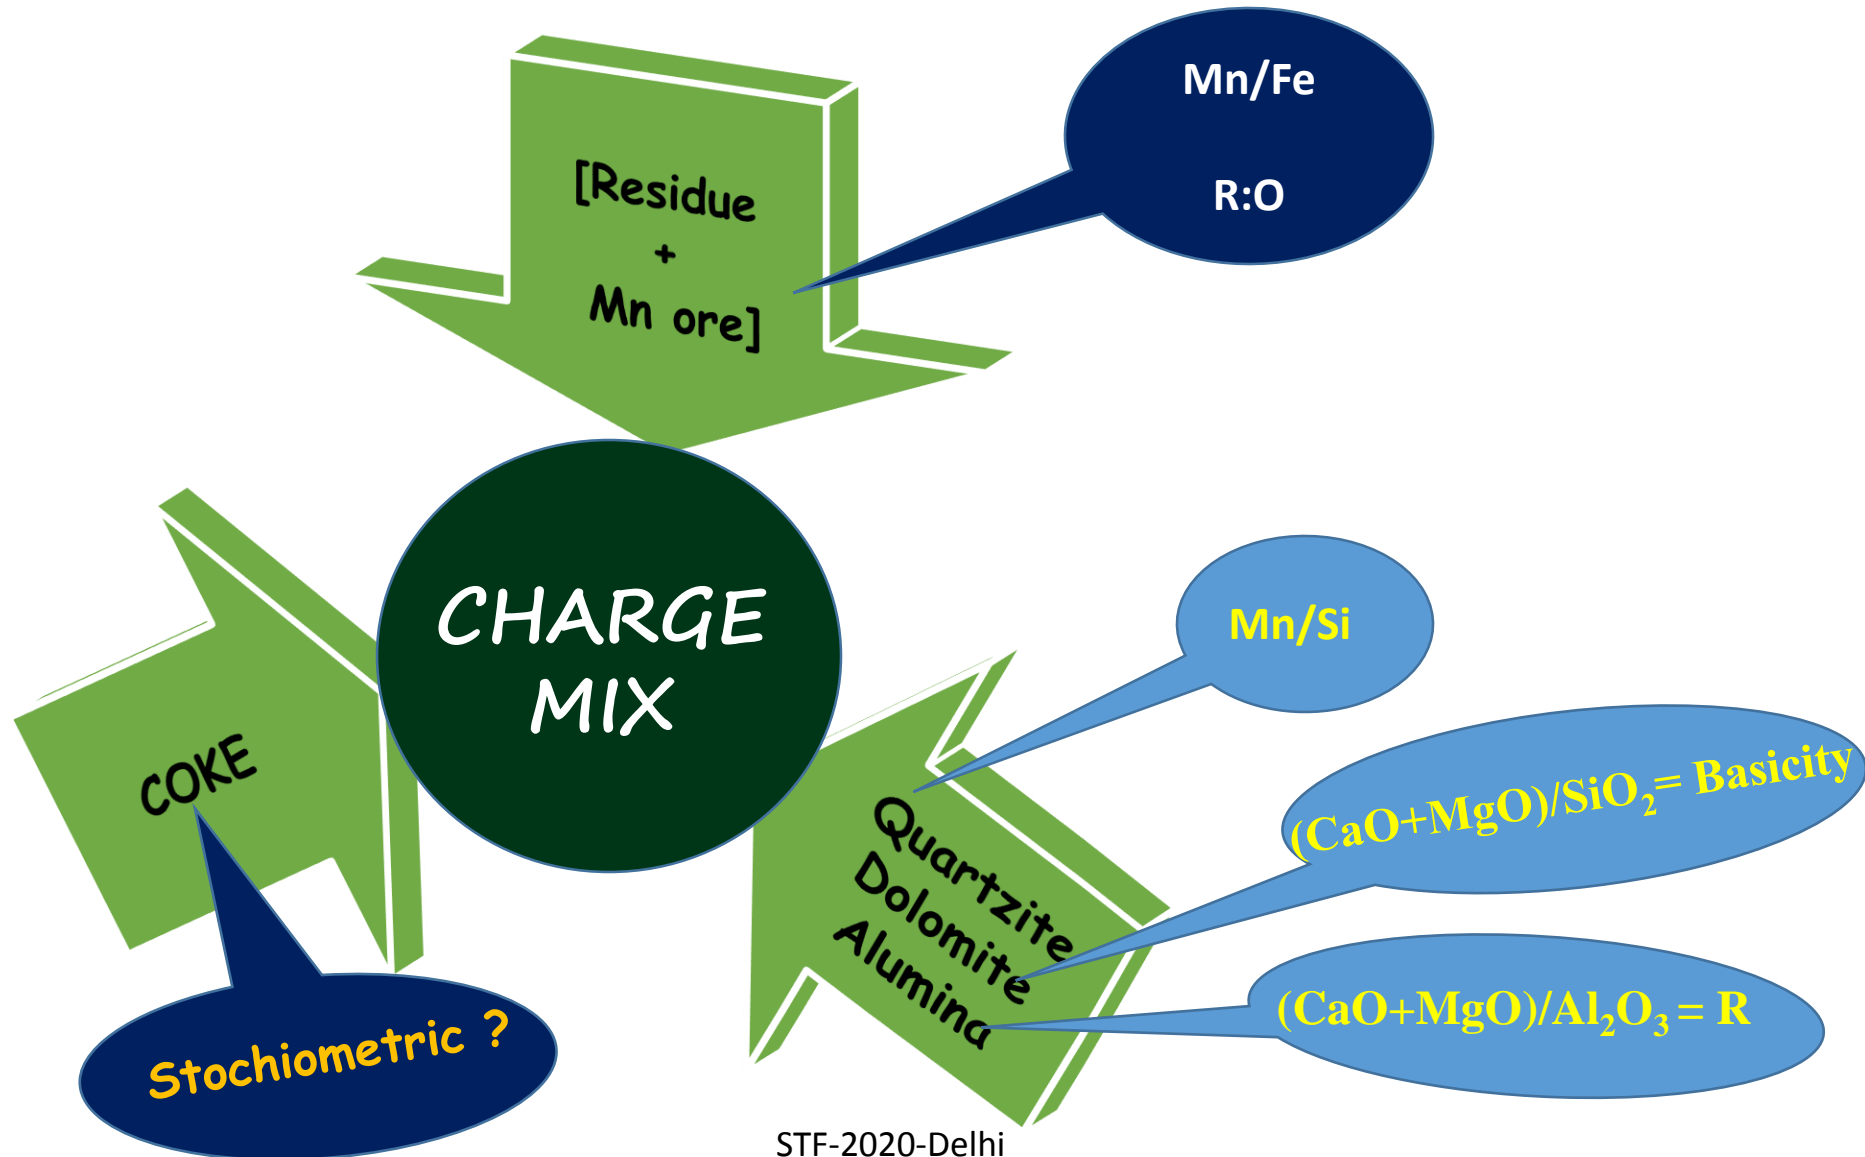 Mn/Fe
R:O
[Residue
+
Mn ore]
CHARGE
MIX
Mn/Si
COKE
(CaO+MgO)/SiO₂= Basicity
Quartzite
Dolomite
Alumina
(CaO+MgO)/Al₂O₃ = R
Stochiometric ?
STF-2020-Delhi